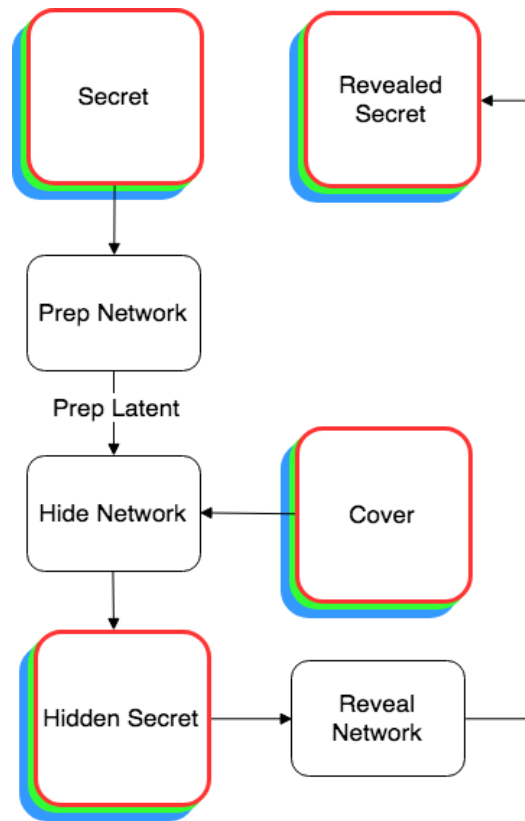 Secret
Revealed
Secret
Prep Network
Prep Latent
Hide Network
Cover
Hidden Secret
Reveal
Network